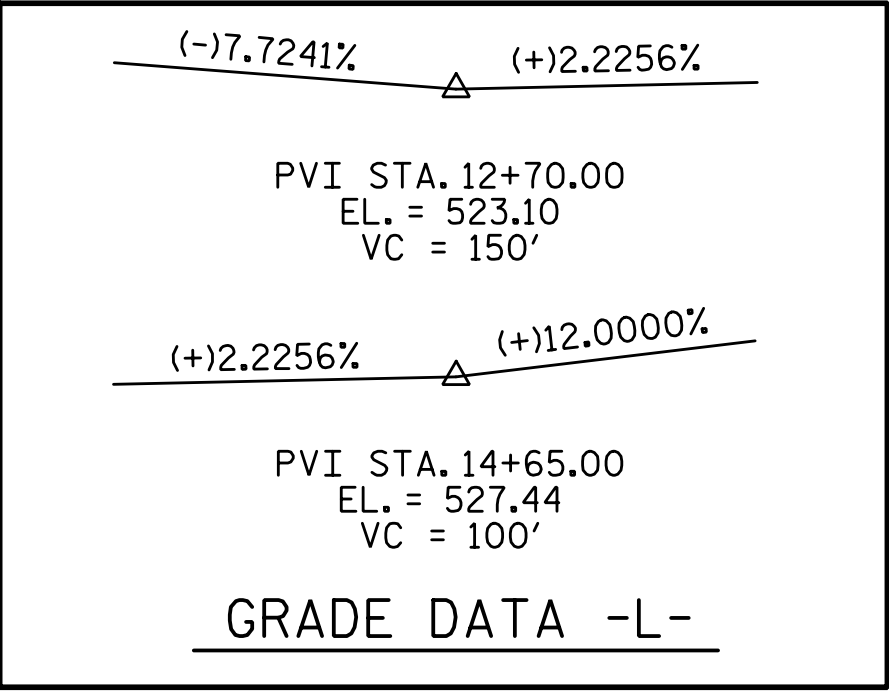 (-)7.7241% (+)2.2256%
PVI STA. 12+70.00
EL. = 523.10
VC = 150'
(+)2.2256% (+)12.0000%
PVI STA. 14+65.00
EL. = 527.44
VC = 100'
GRADE DATA -L-